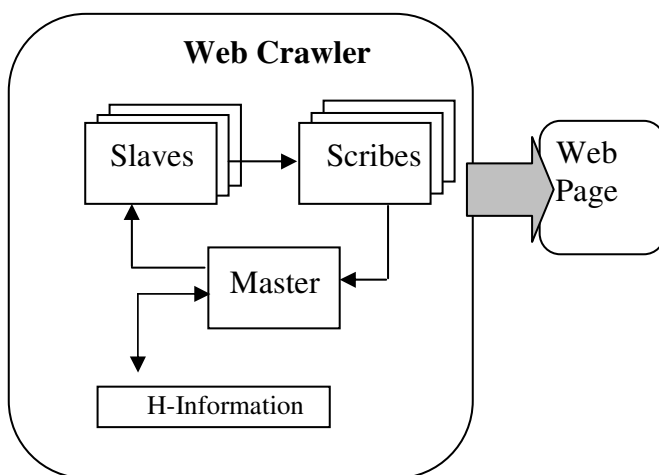 Web Crawler
Slaves
Scribes
Web
Page
Master
H-Information